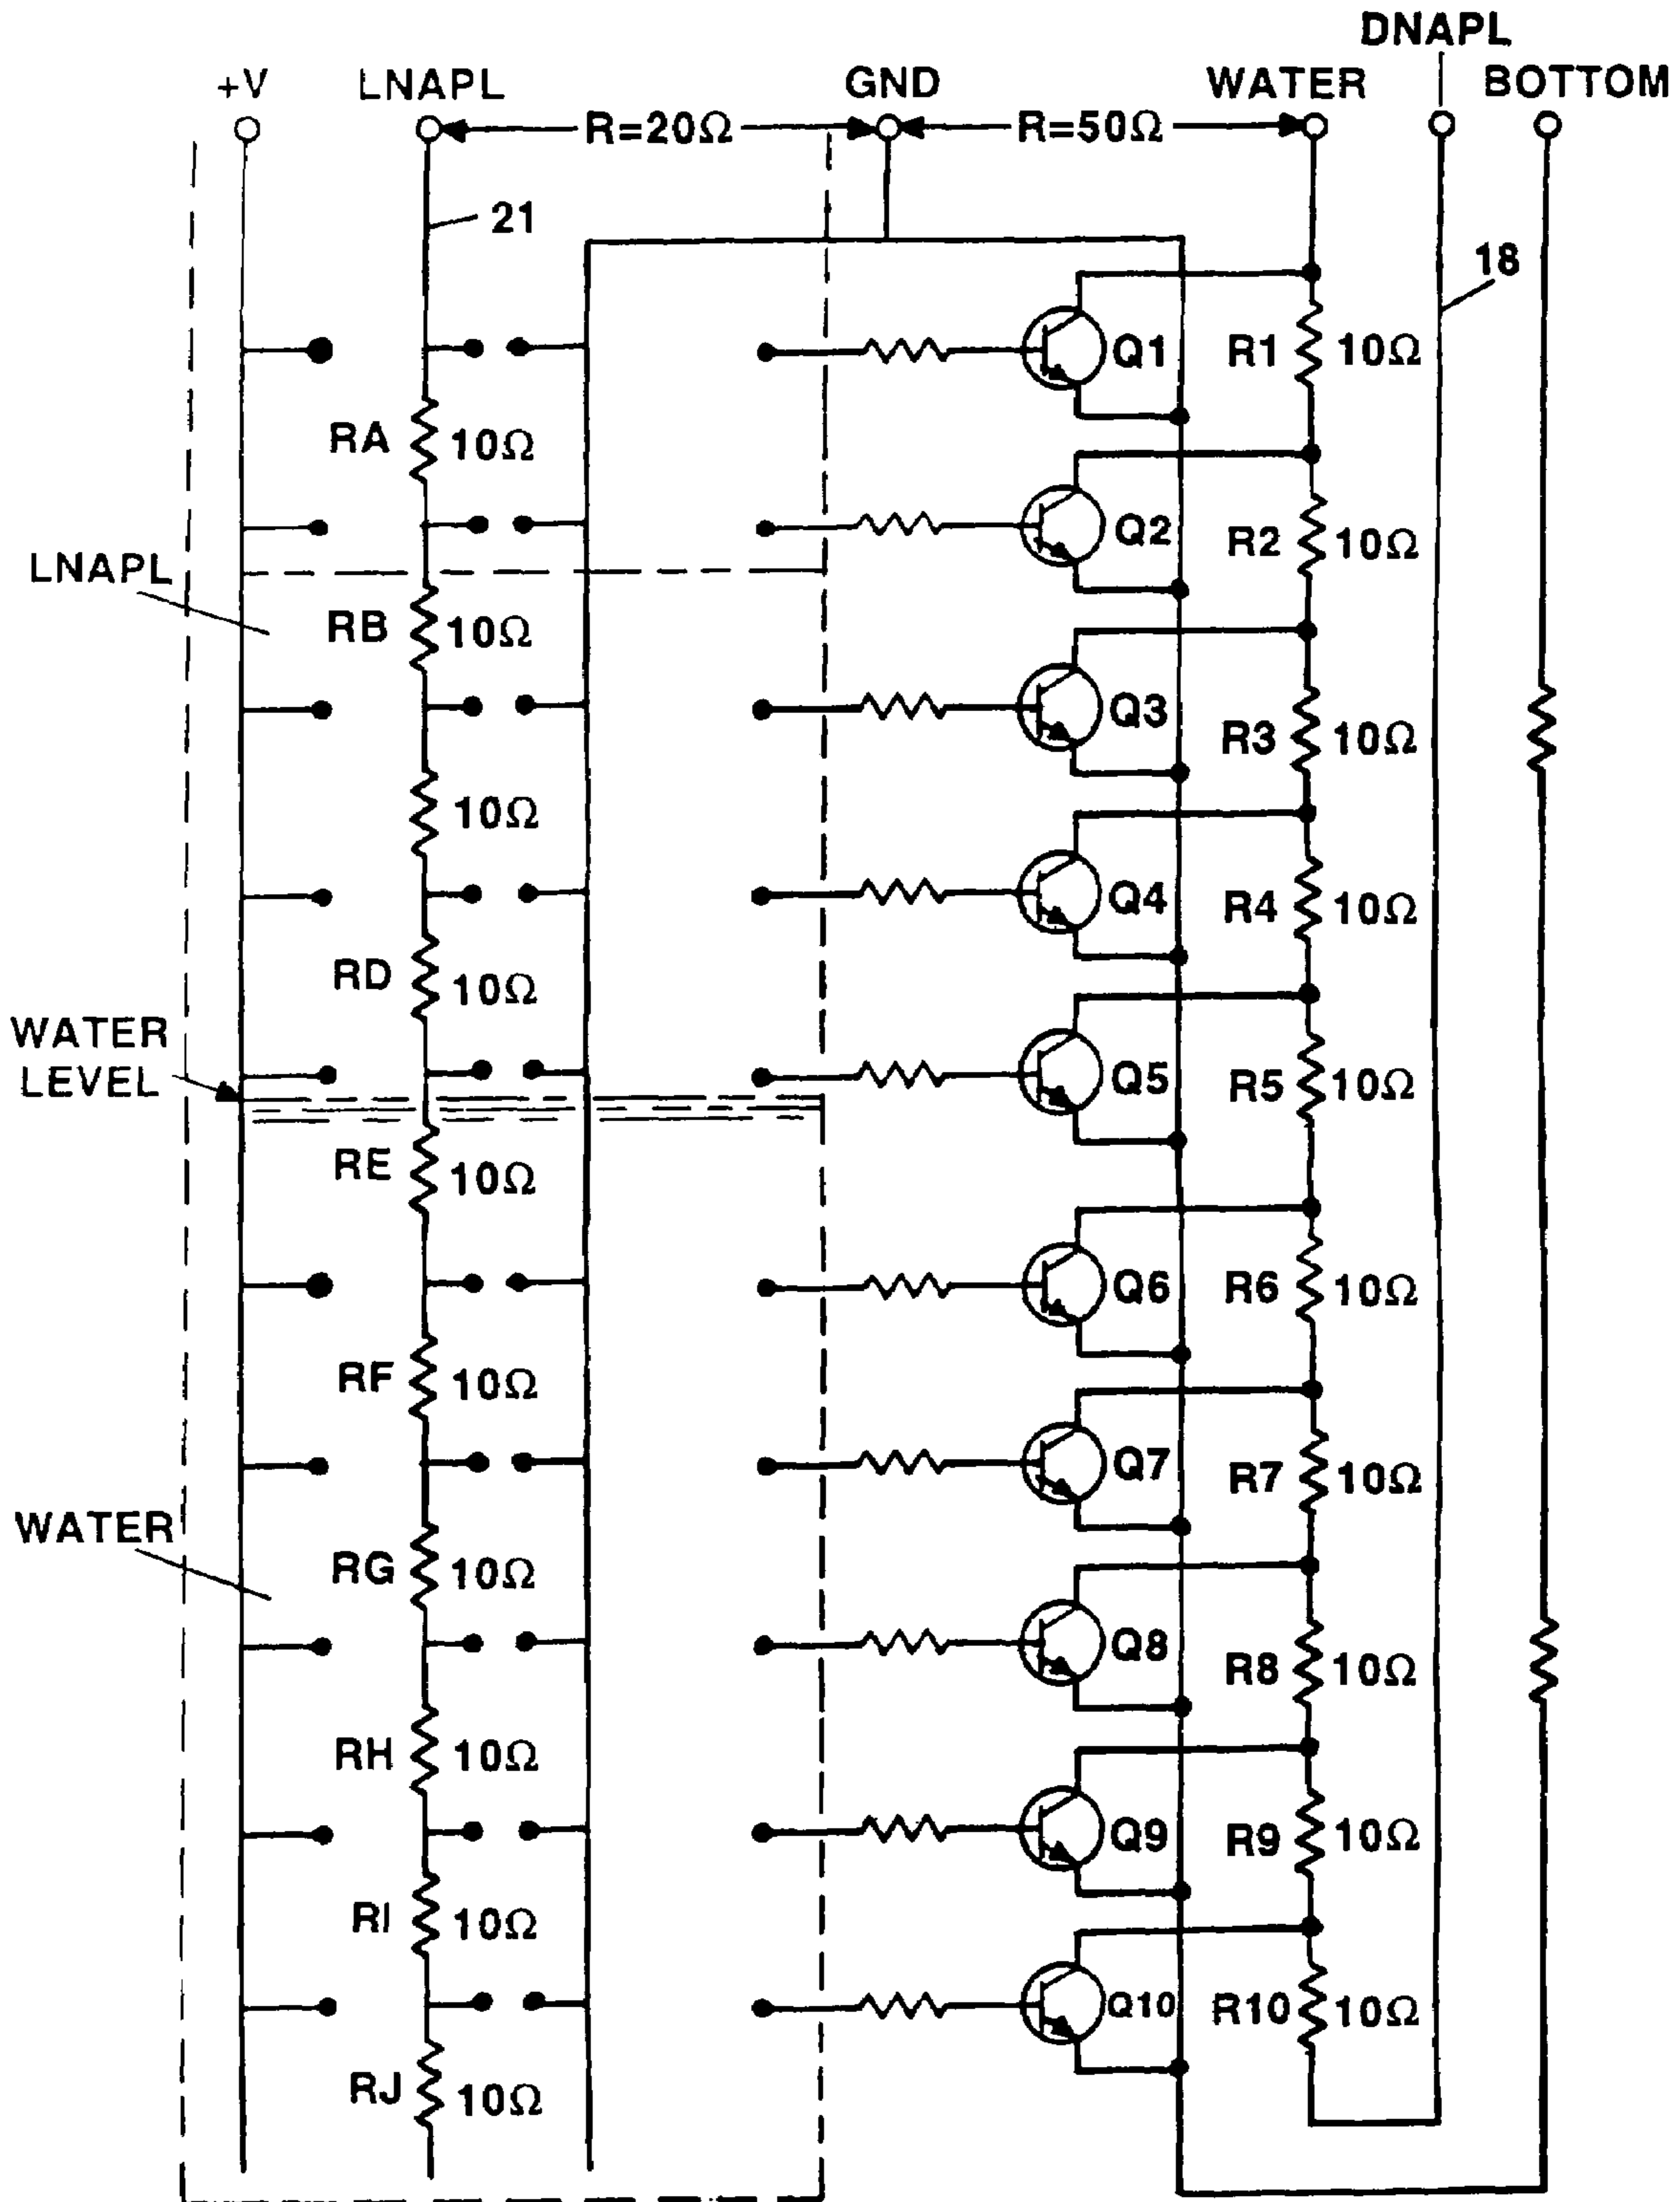 DNAPL
+V LNAPL GND WATER BOTTOM
R=20Ω R=50Ω
21
18
Q1 R1 10Ω
RA 10Ω
Q2 R2 10Ω
LNAPL
RB 10Ω
Q3 R3 10Ω
10Ω
Q4 R4 10Ω
RD 10Ω
WATER
LEVEL
Q5 R5 10Ω
RE 10Ω
Q6 R6 10Ω
RF 10Ω
Q7 R7 10Ω
WATER
RG 10Ω
Q8 R8 10Ω
RH 10Ω
Q9 R9 10Ω
RI 10Ω
Q10 R10 10Ω
RJ 10Ω